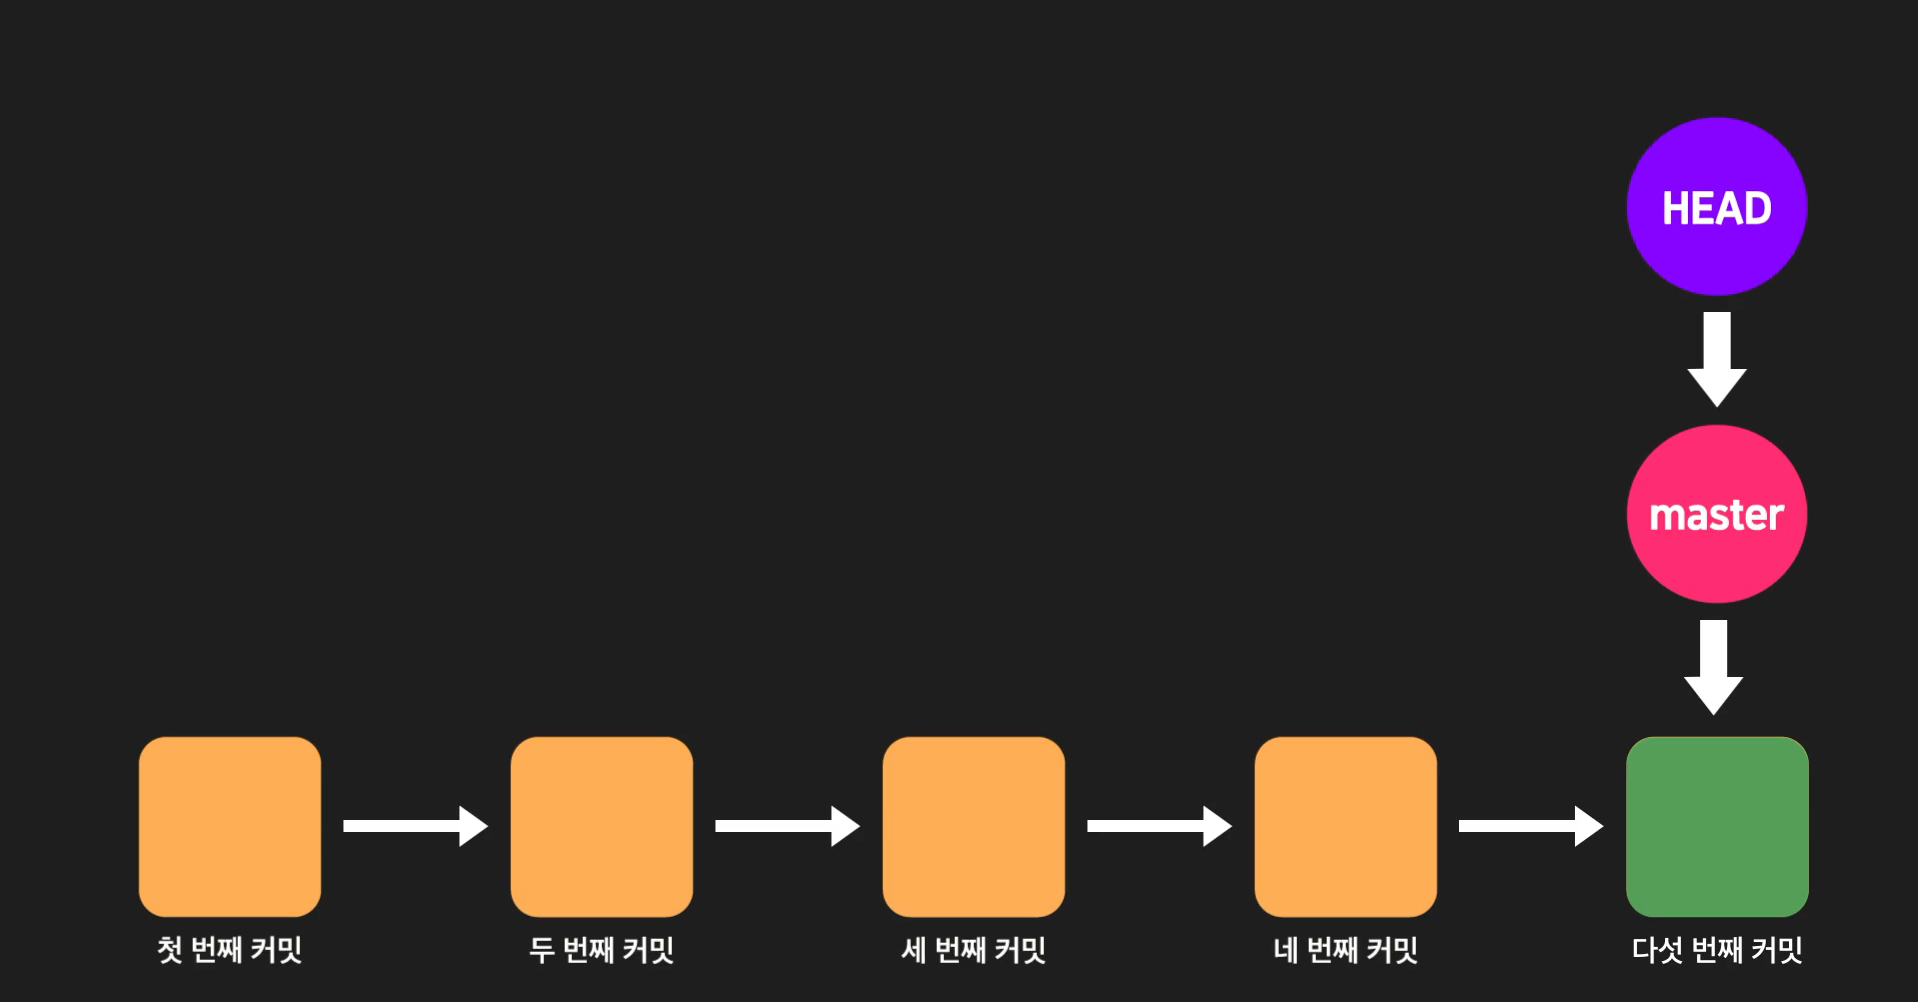 HEAD
master
첫 번째 커밋
두 번째 커밋
세 번째 커밋
네 번째 커밋
다섯 번째 커밋